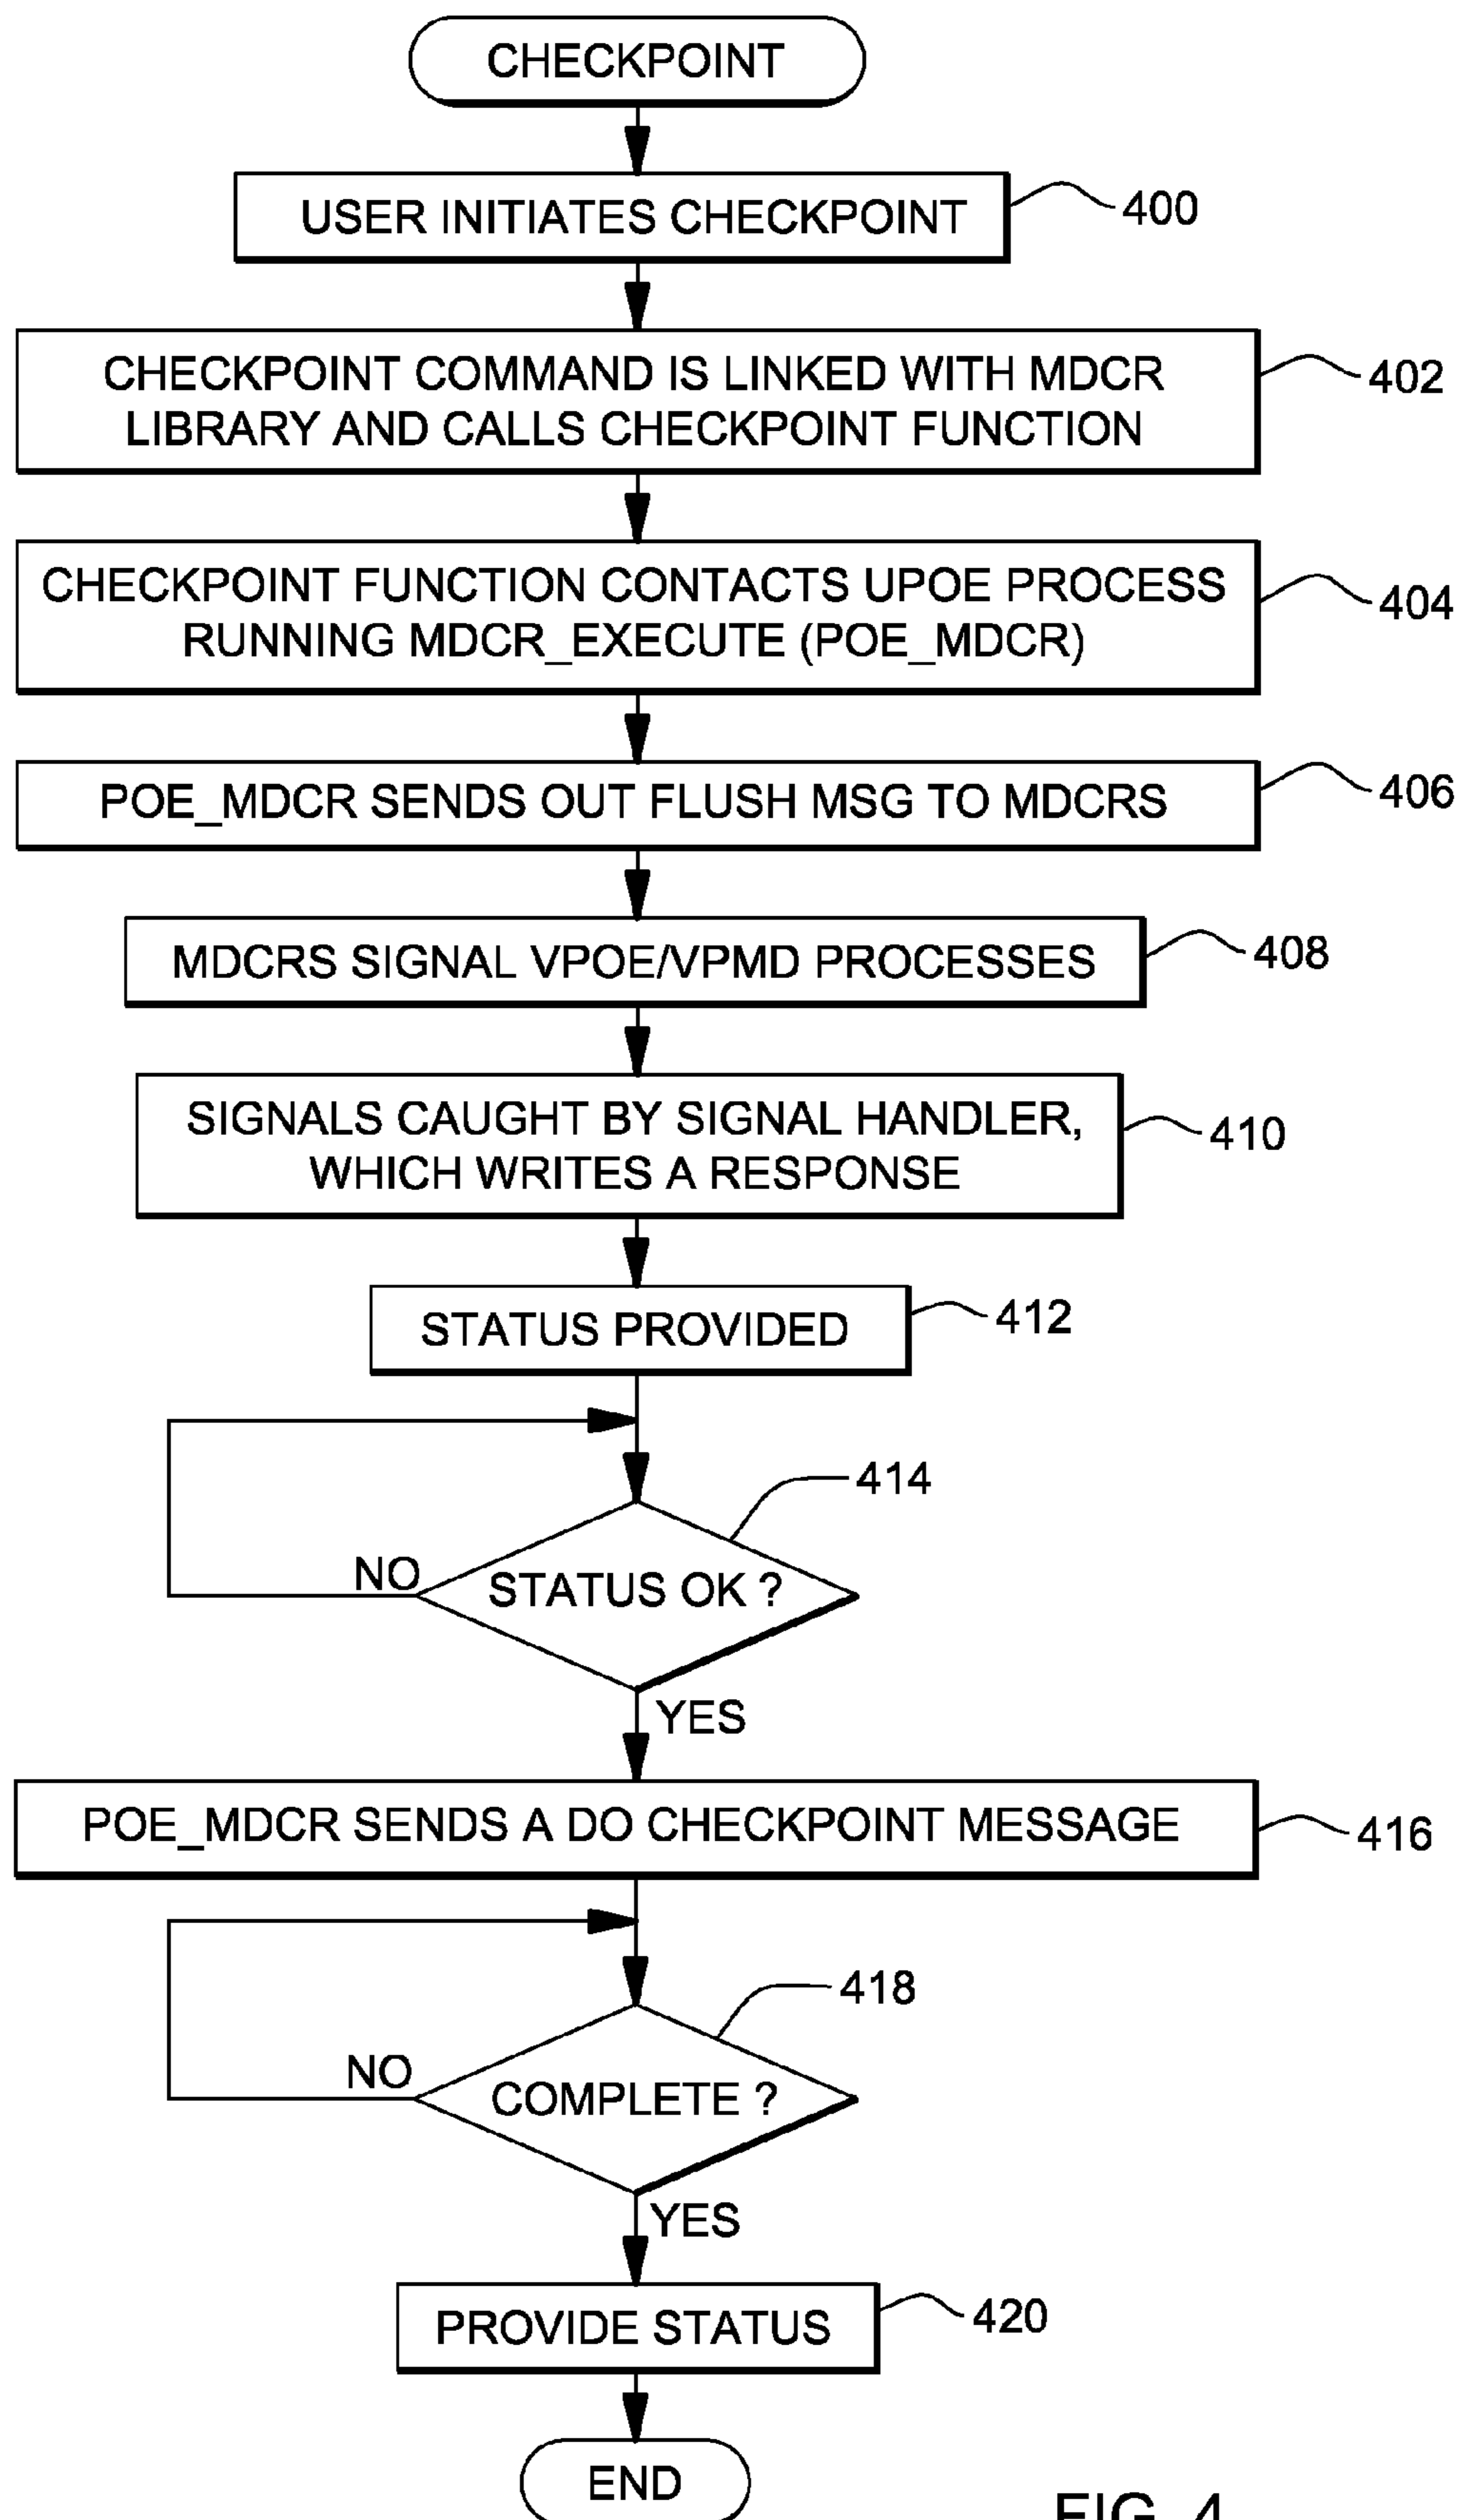 CHECKPOINT
USER INITIATES CHECKPOINT
400
CHECKPOINT COMMAND IS LINKED WITH MDCR
LIBRARY AND CALLS CHECKPOINT FUNCTION
402
CHECKPOINT FUNCTION CONTACTS UPOE PROCESS
RUNNING MDCR_EXECUTE (POE_MDCR)
404
POE_MDCR SENDS OUT FLUSH MSG TO MDCRS
406
MDCRS SIGNAL VPOE/VPMD PROCESSES
408
SIGNALS CAUGHT BY SIGNAL HANDLER,
WHICH WRITES A RESPONSE
410
STATUS PROVIDED
412
414
NO
STATUS OK ?
YES
POE_MDCR SENDS A DO CHECKPOINT MESSAGE
416
418
NO
COMPLETE ?
YES
PROVIDE STATUS
420
END
FIG. 4